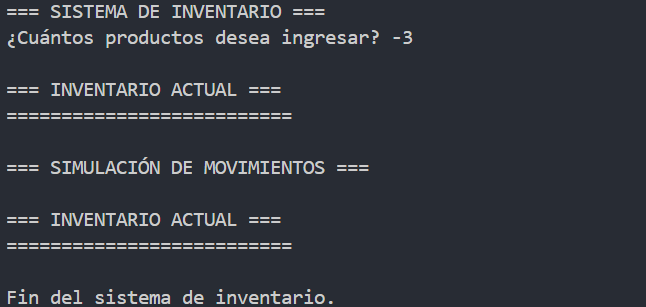 === SISTEMA DE INVENTARIO ===
¿Cuántos productos desea ingresar? -3
=== INVENTARIO ACTUAL ===
==========================
=== SIMULACIÓN DE MOVIMIENTOS ===
=== INVENTARIO ACTUAL ===
==========================
Fin del sistema de inventario.